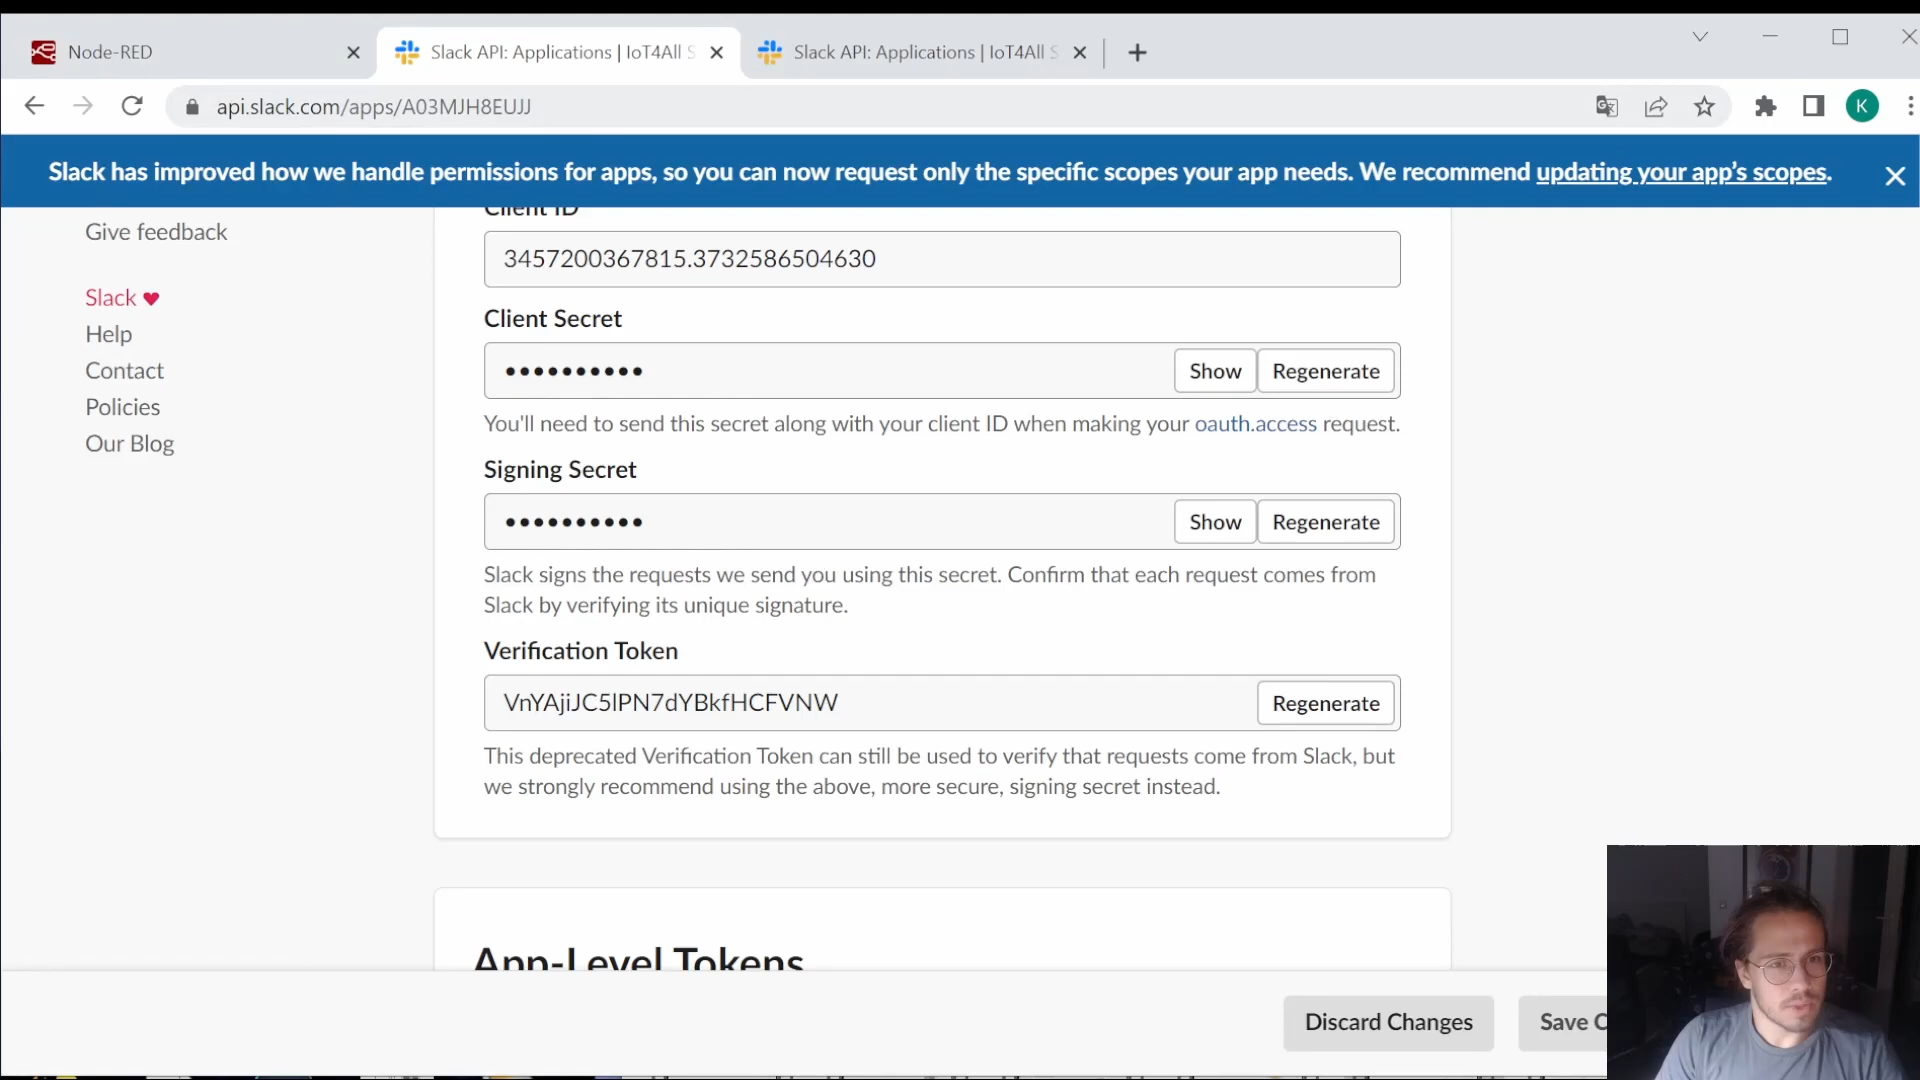 Node-RED
Slack API: Applications | IoT4All S
Slack API: Applications | IoT4All S
api.slack.com/apps/A03MJH8EUJJ
K
Slack has improved how we handle permissions for apps, so you can now request only the specific scopes your app needs. We recommend updating your app's scopes.
Give feedback
Slack
Help
Contact
Policies
Our Blog
Client ID
3457200367815.3732586504630
Client Secret
••••••••••
Show
Regenerate
You'll need to send this secret along with your client ID when making your oauth.access request.
Signing Secret
••••••••••
Show
Regenerate
Slack signs the requests we send you using this secret. Confirm that each request comes from
Slack by verifying its unique signature.
Verification Token
VnYAjiJC5lPN7dYBkfHCFVNW
Regenerate
This deprecated Verification Token can still be used to verify that requests come from Slack, but
we strongly recommend using the above, more secure, signing secret instead.
App-Level Tokens
Discard Changes
Save C